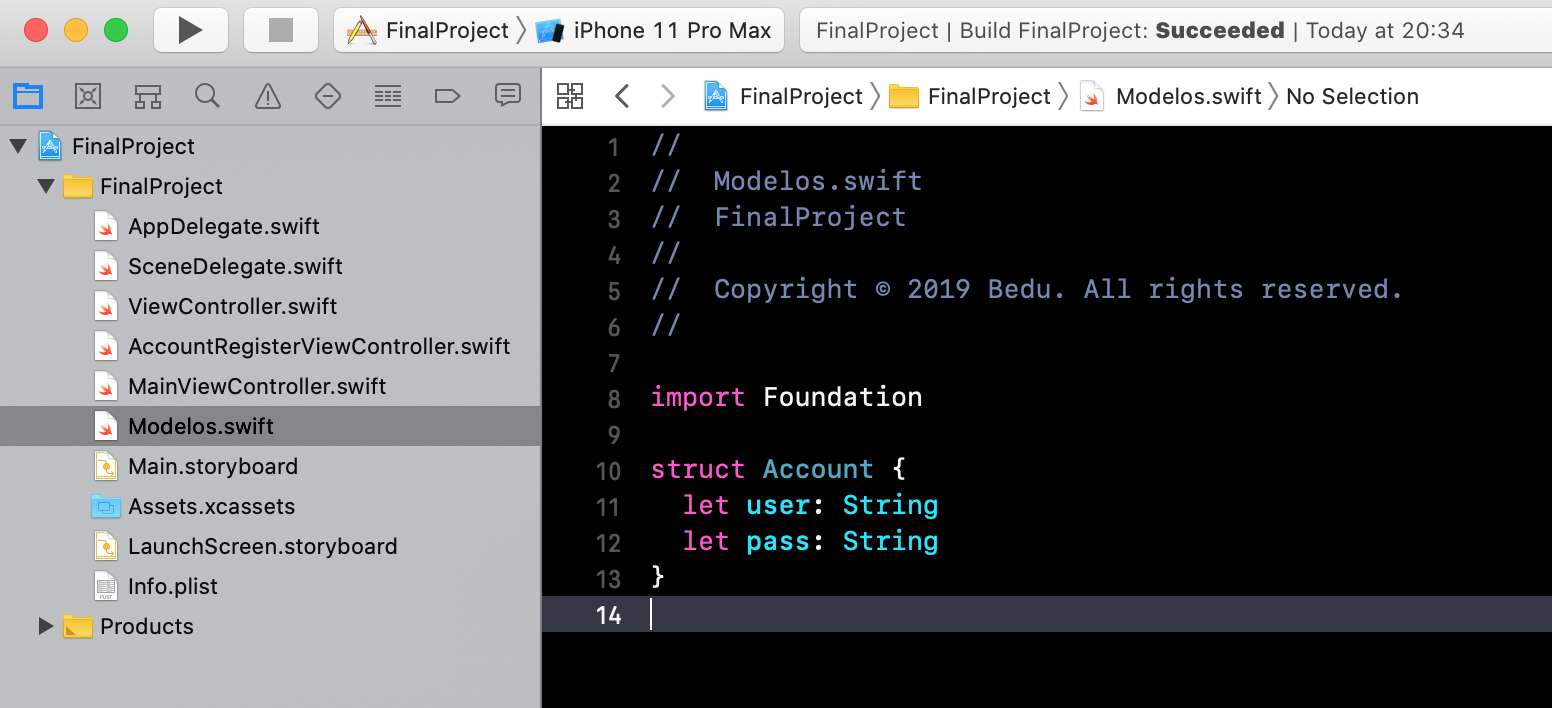 FinalProject 〉 iPhone 11 Pro Max
FinalProject | Build FinalProject: Succeeded | Today at 20:34
FinalProject 〉 FinalProject 〉 Modelos.swift 〉 No Selection
FinalProject
FinalProject
AppDelegate.swift
SceneDelegate.swift
ViewController.swift
AccountRegisterViewController.swift
MainViewController.swift
Modelos.swift
Main.storyboard
Assets.xcassets
LaunchScreen.storyboard
Info.plist
Products
1 //
2 //  Modelos.swift
3 //  FinalProject
4 //
5 //  Copyright © 2019 Bedu. All rights reserved.
6 //
7
8 import Foundation
9
10 struct Account {
11   let user: String
12   let pass: String
13 }
14